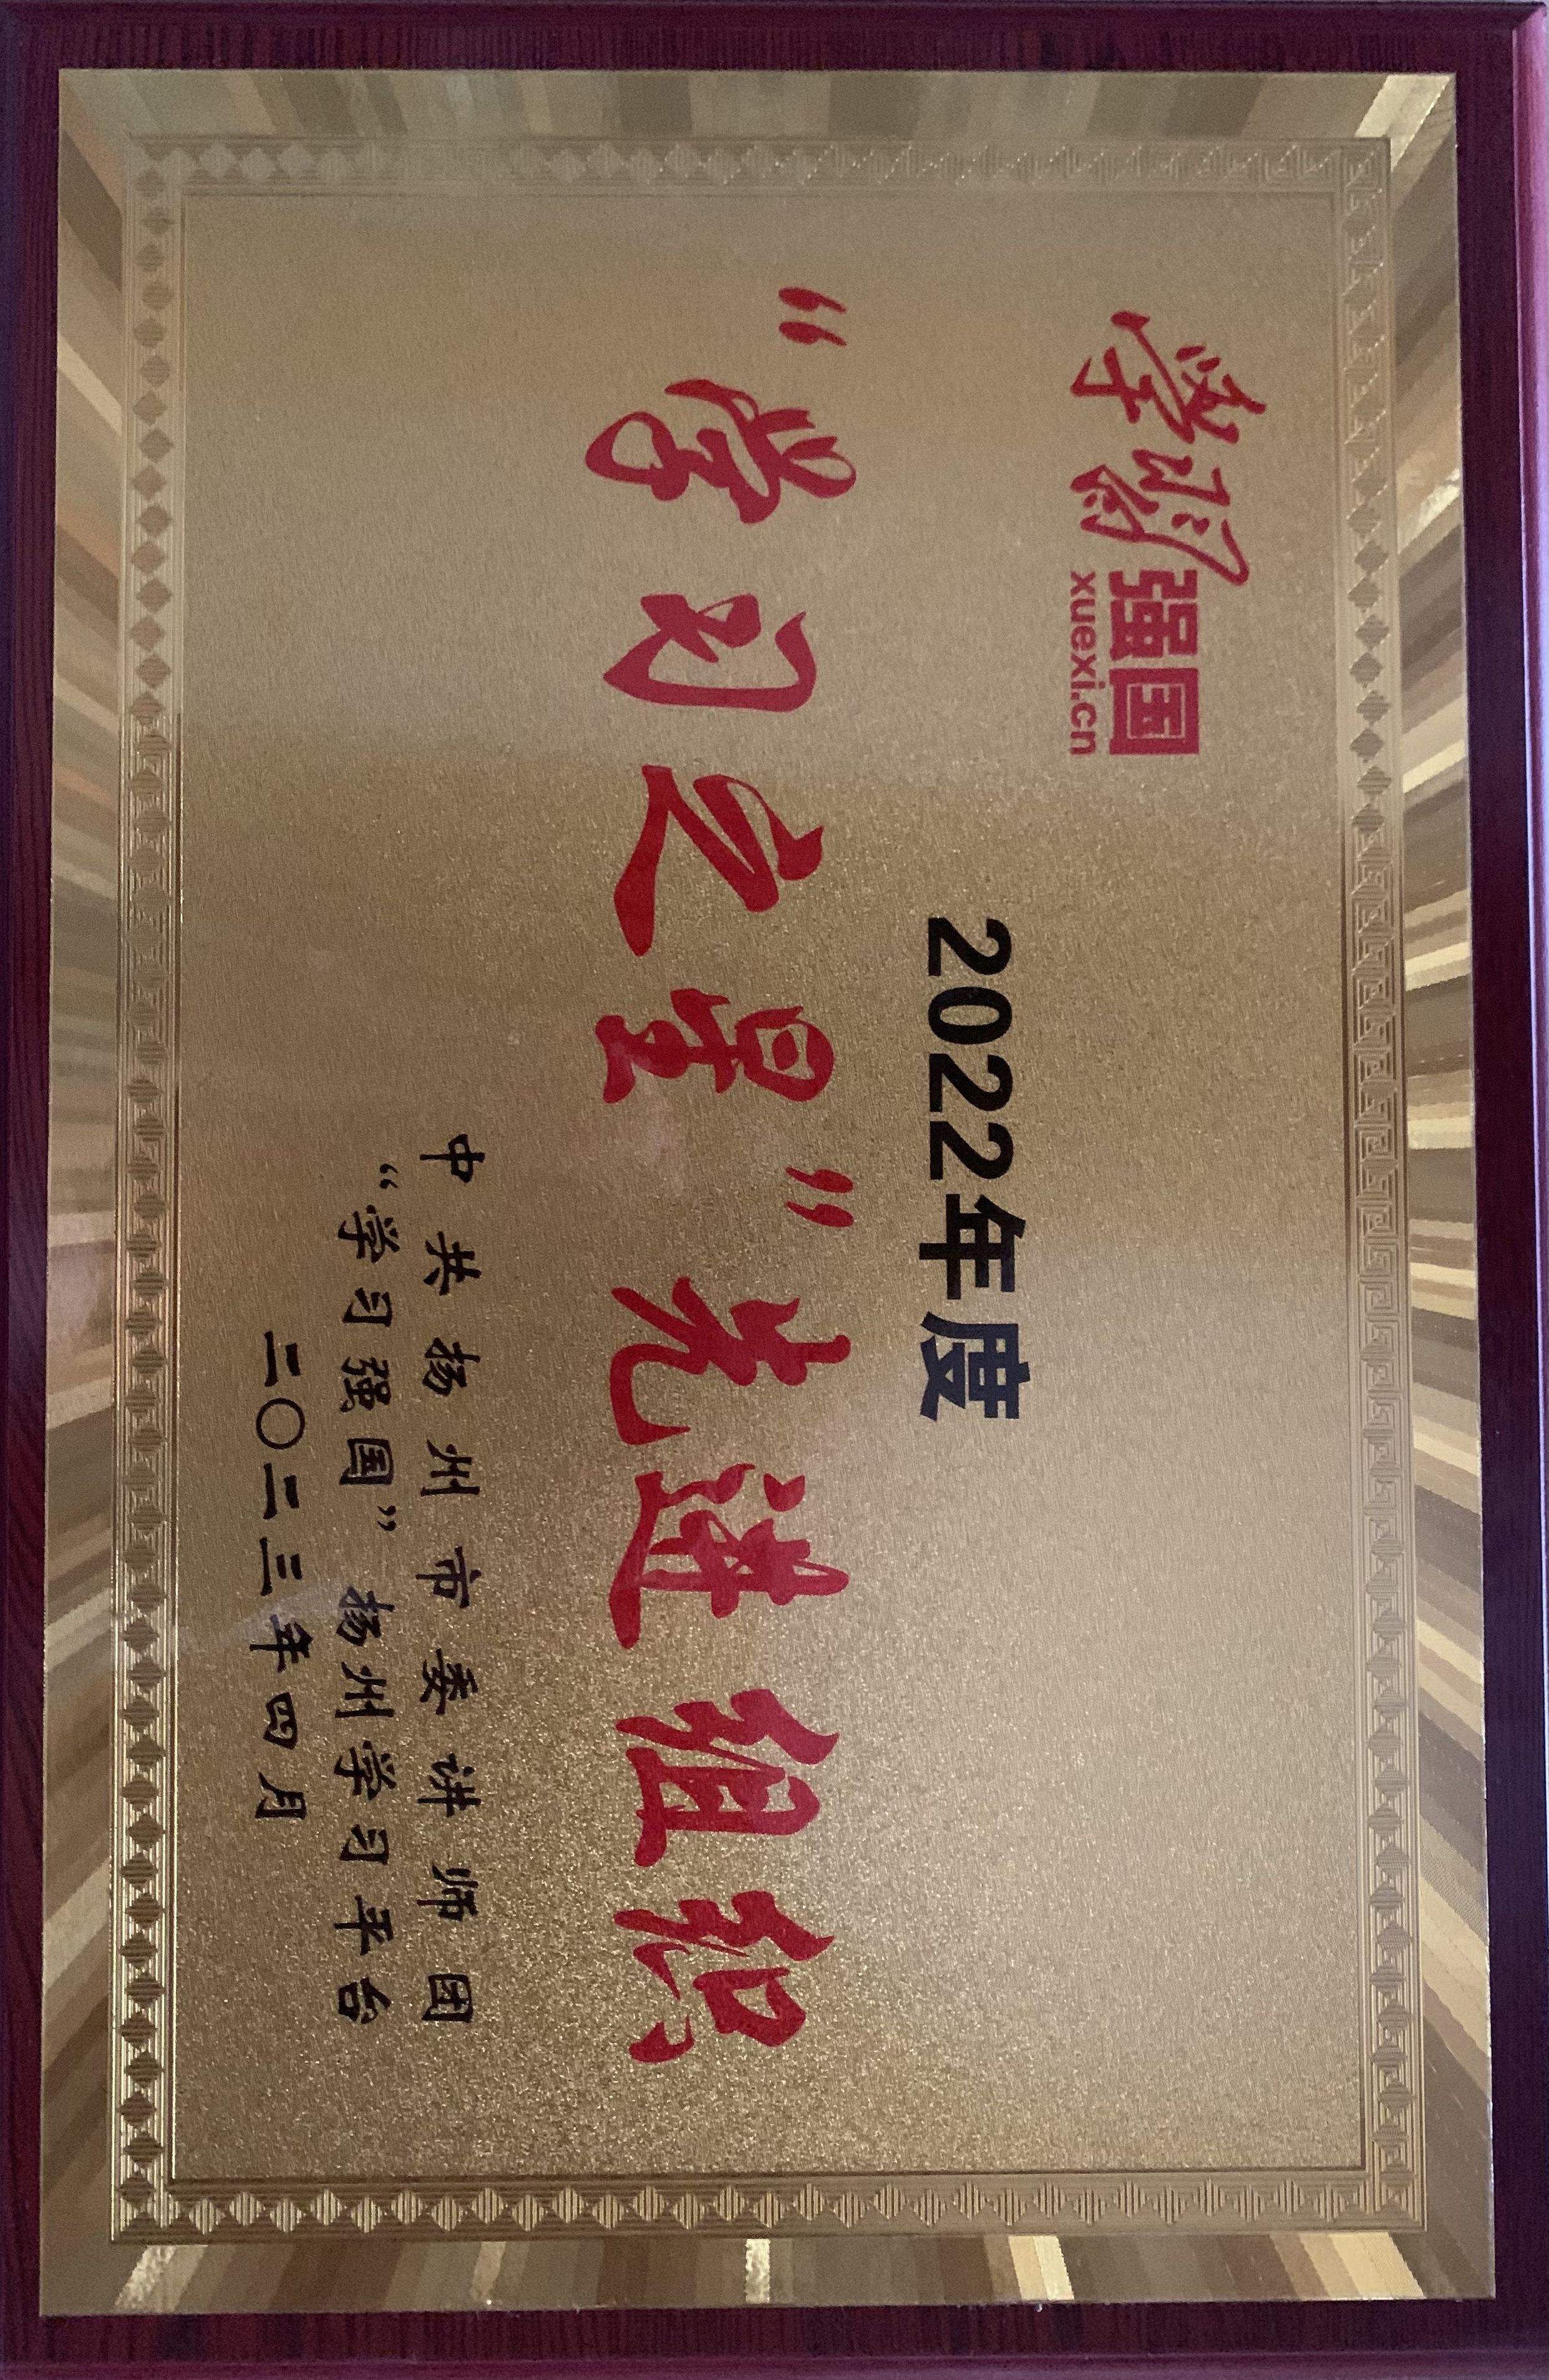 学习强国
xuexi.cn
2022年度
“学习之星”先进组织
中共扬州市委讲师团
“学习强国”扬州学习平台
二〇二三年四月